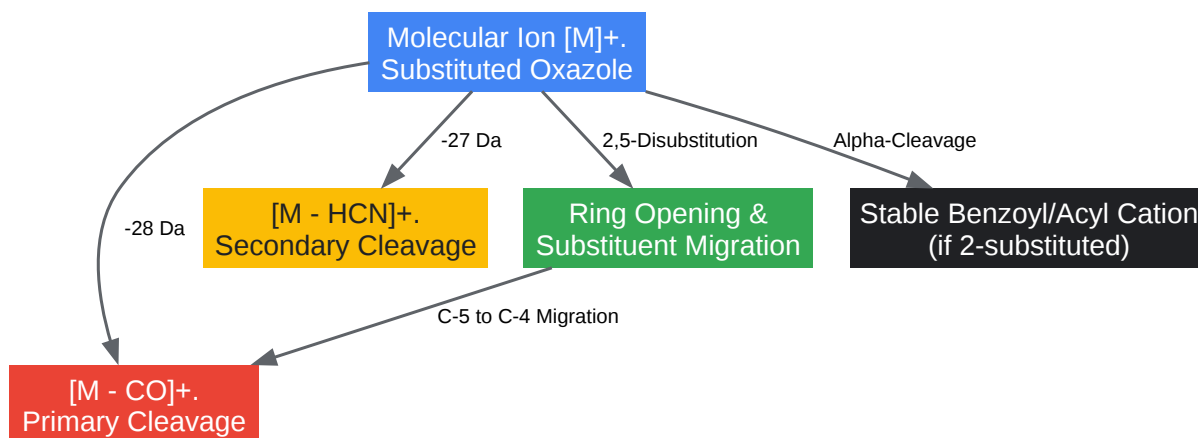 Molecular Ion [M]+.
Substituted Oxazole
-27 Da
2,5-Disubstitution
Alpha-Cleavage
-28 Da
[M - HCN]+.
Secondary Cleavage
Ring Opening &
Substituent Migration
Stable Benzoyl/Acyl Cation
(if 2-substituted)
C-5 to C-4 Migration
[M - CO]+.
Primary Cleavage